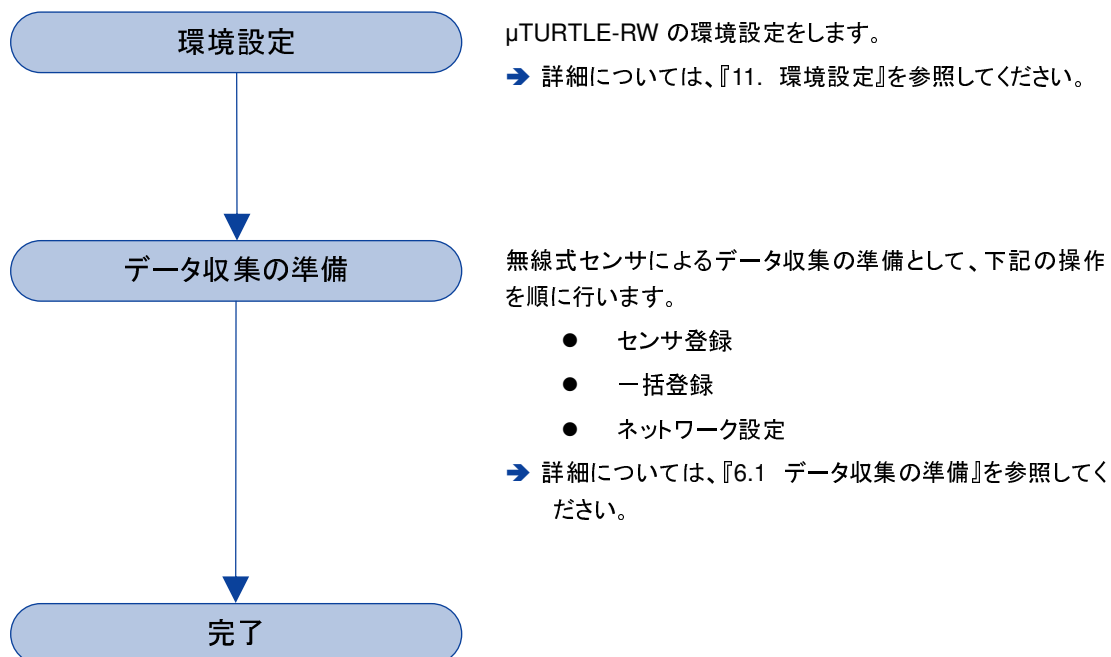 環境設定
µTURTLE-RW の環境設定をします。
➔ 詳細については、『11. 環境設定』を参照してください。
データ収集の準備
無線式センサによるデータ収集の準備として、下記の操作
を順に行います。
● センサ登録
● 一括登録
● ネットワーク設定
➔ 詳細については、『6.1 データ収集の準備』を参照してく
ださい。
完了